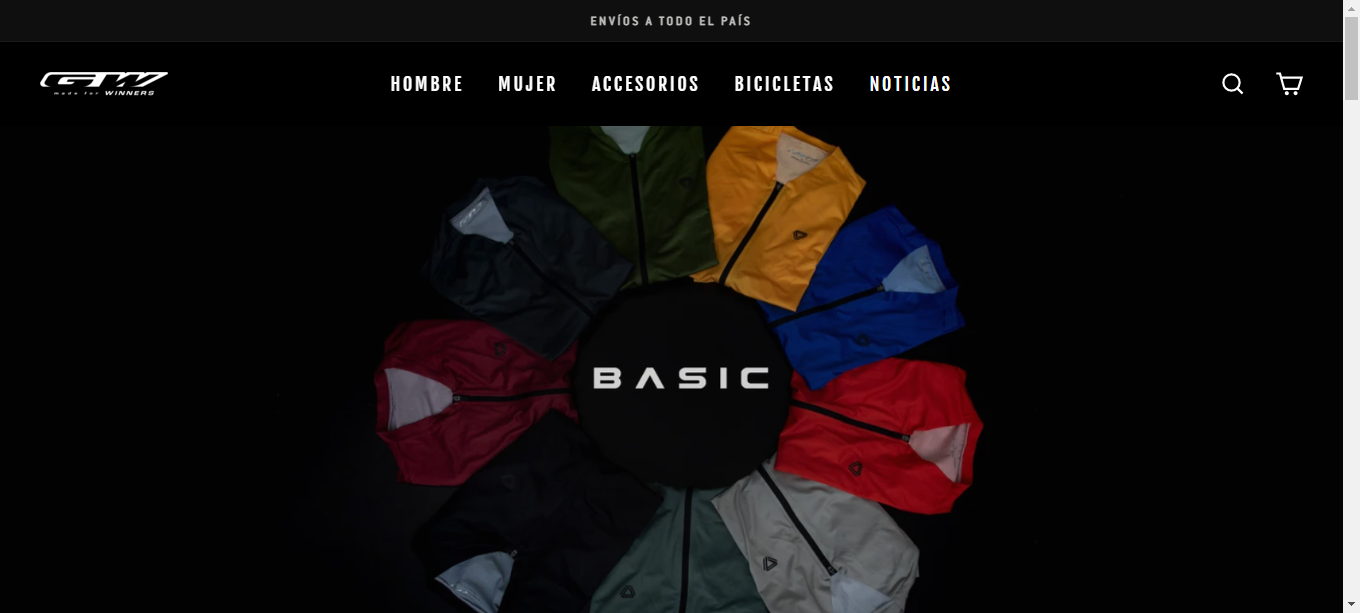 ENVÍOS A TODO EL PAÍS
GW
made for WINNERS
HOMBRE MUJER ACCESORIOS BICICLETAS NOTICIAS
BASIC